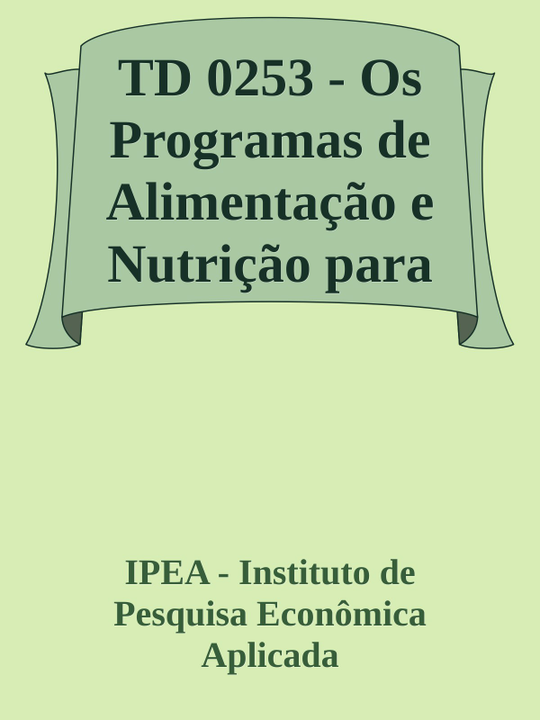 TD 0253 - Os
Programas de
Alimentação e
Nutrição para
IPEA - Instituto de
Pesquisa Econômica
Aplicada